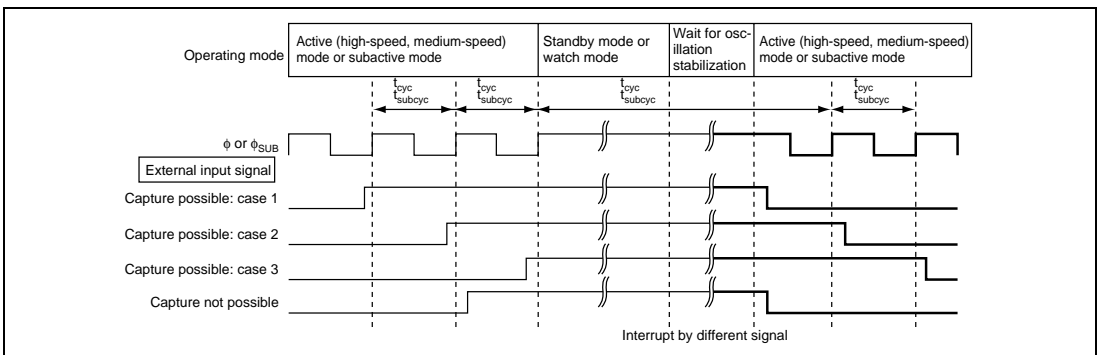 Operating mode
Active (high-speed, medium-speed)
mode or subactive mode
Standby mode or
watch mode
Wait for osc-
illation
stabilization
Active (high-speed, medium-speed)
mode or subactive mode
tcyc
tsubcyc
tcyc
tsubcyc
tcyc
tsubcyc
tcyc
tsubcyc
φ or φSUB
External input signal
Capture possible: case 1
Capture possible: case 2
Capture possible: case 3
Capture not possible
Interrupt by different signal